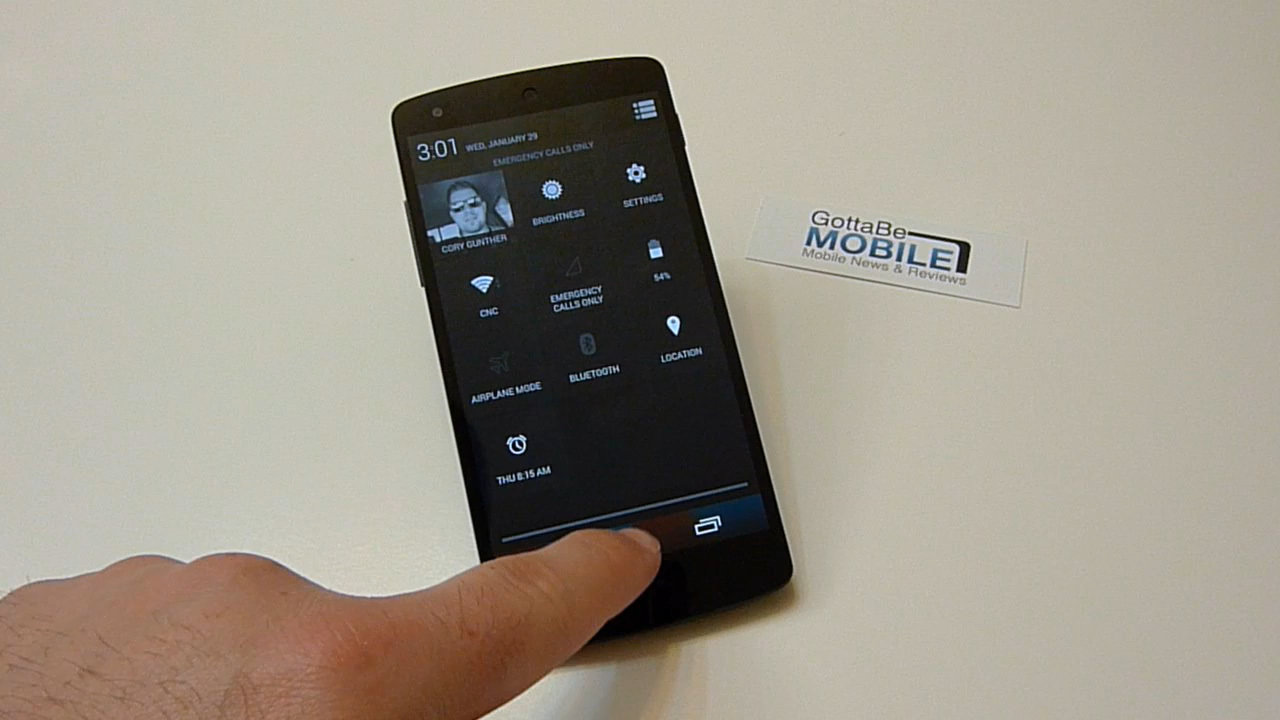 3:01 WED, JANUARY 29
EMERGENCY CALLS ONLY
CORY GUNTHER
BRIGHTNESS
SETTINGS
CNC
EMERGENCY
CALLS ONLY
54%
AIRPLANE MODE
BLUETOOTH
LOCATION
THU 8:15 AM
GottaBe
MOBILE
Mobile News & Reviews